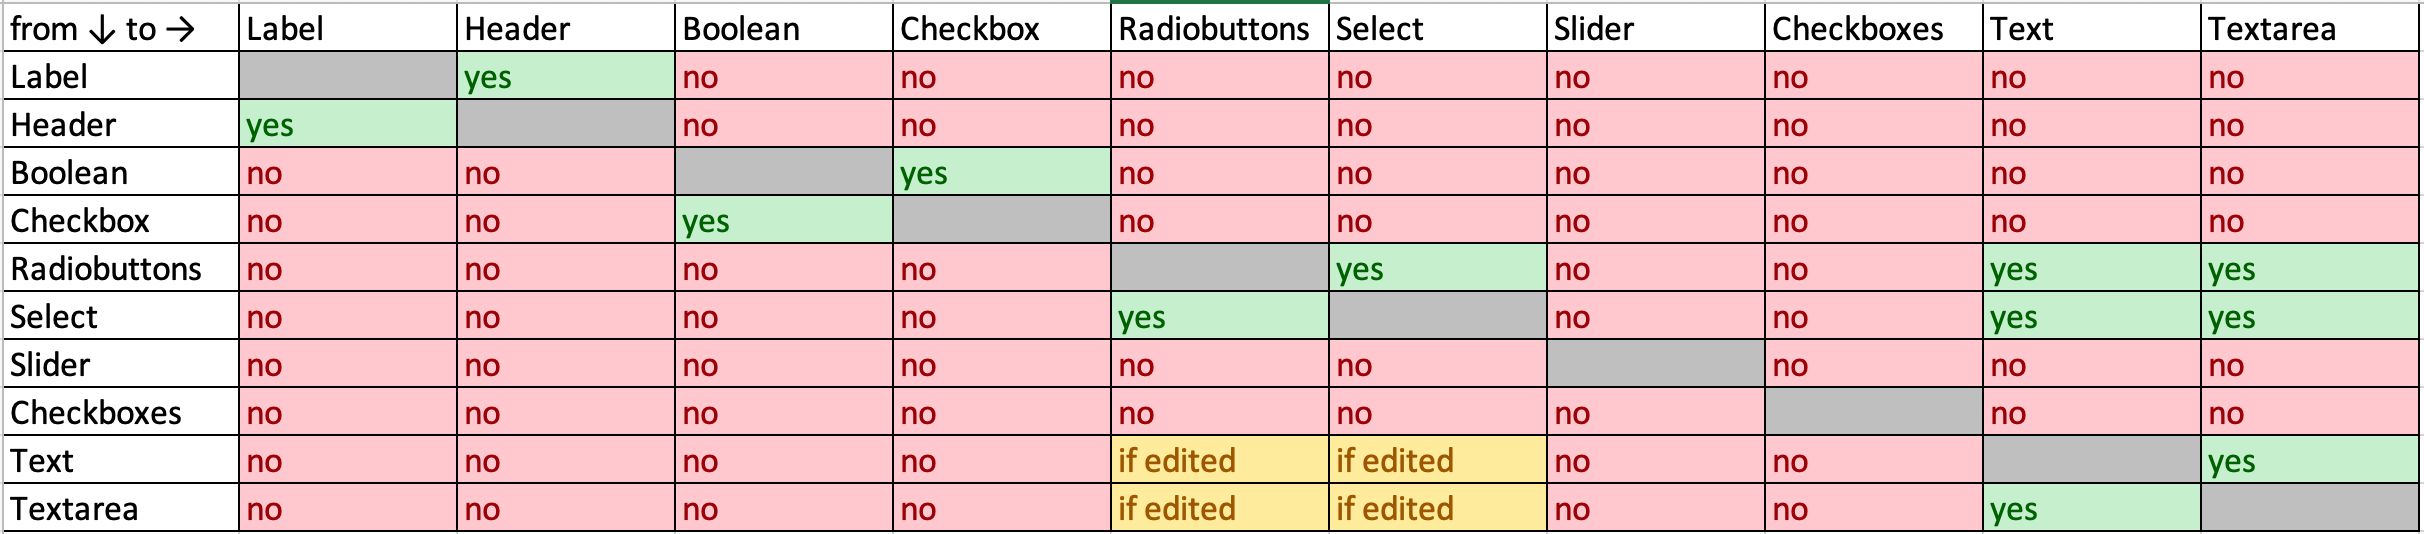 from ↓ to → Label Header Boolean Checkbox Radiobuttons Select Slider Checkboxes Text Textarea
Label yes no no no no no no no no
Header yes no no no no no no no no
Boolean no no yes no no no no no no
Checkbox no no yes no no no no no no
Radiobuttons no no no no yes no no yes yes
Select no no no no yes no no yes yes
Slider no no no no no no no no no
Checkboxes no no no no no no no no no
Text no no no no if edited if edited no no yes
Textarea no no no no if edited if edited no no yes